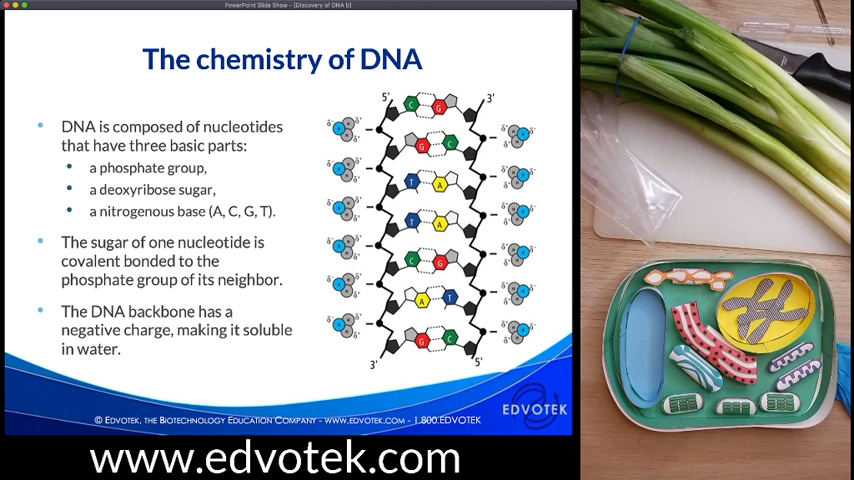 PowerPoint Slide Show - [Discovery of DNA b]
The chemistry of DNA
DNA is composed of nucleotides
that have three basic parts:
a phosphate group,
a deoxyribose sugar,
a nitrogenous base (A, C, G, T).
The sugar of one nucleotide is
covalent bonded to the
phosphate group of its neighbor.
The DNA backbone has a
negative charge, making it soluble
in water.
5' 3'
C G
G C
T A
T A
C G
A T
G C
3' 5'
© EDVOTEK, THE BIOTECHNOLOGY EDUCATION COMPANY - WWW.EDVOTEK.COM - 1.800.EDVOTEK
EDVOTEK
www.edvotek.com